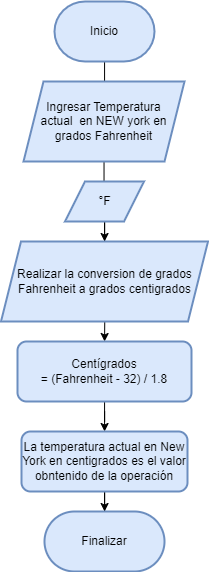 Inicio
Ingresar Temperatura
actual en NEW york en
grados Fahrenheit
°F
Realizar la conversion de grados
Fahrenheit a grados centigrados
Centígrados
= (Fahrenheit - 32) / 1.8
La temperatura actual en New
York en centigrados es el valor
obntenido de la operación
Finalizar